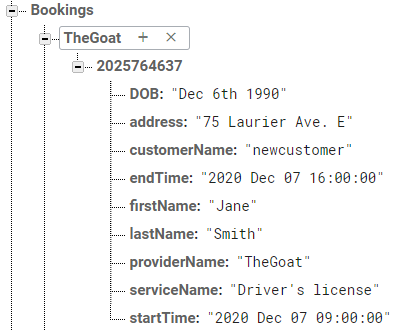 Bookings
TheGoat + ×
2025764637
DOB: "Dec 6th 1990"
address: "75 Laurier Ave. E"
customerName: "newcustomer"
endTime: "2020 Dec 07 16:00:00"
firstName: "Jane"
lastName: "Smith"
providerName: "TheGoat"
serviceName: "Driver's license"
startTime: "2020 Dec 07 09:00:00"